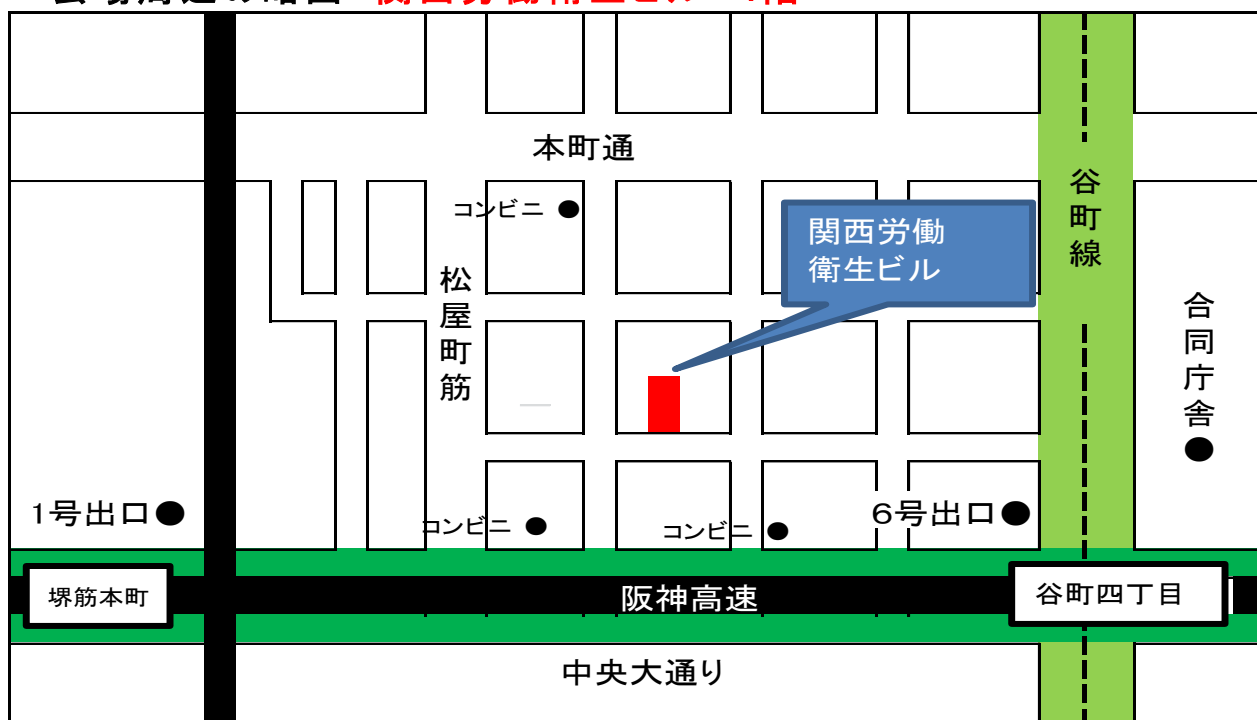 本町通
コンビニ
谷町線
関西労働
衛生ビル
松屋町筋
合同庁舎
1号出口
コンビニ
コンビニ
6号出口
堺筋本町
阪神高速
谷町四丁目
中央大通り